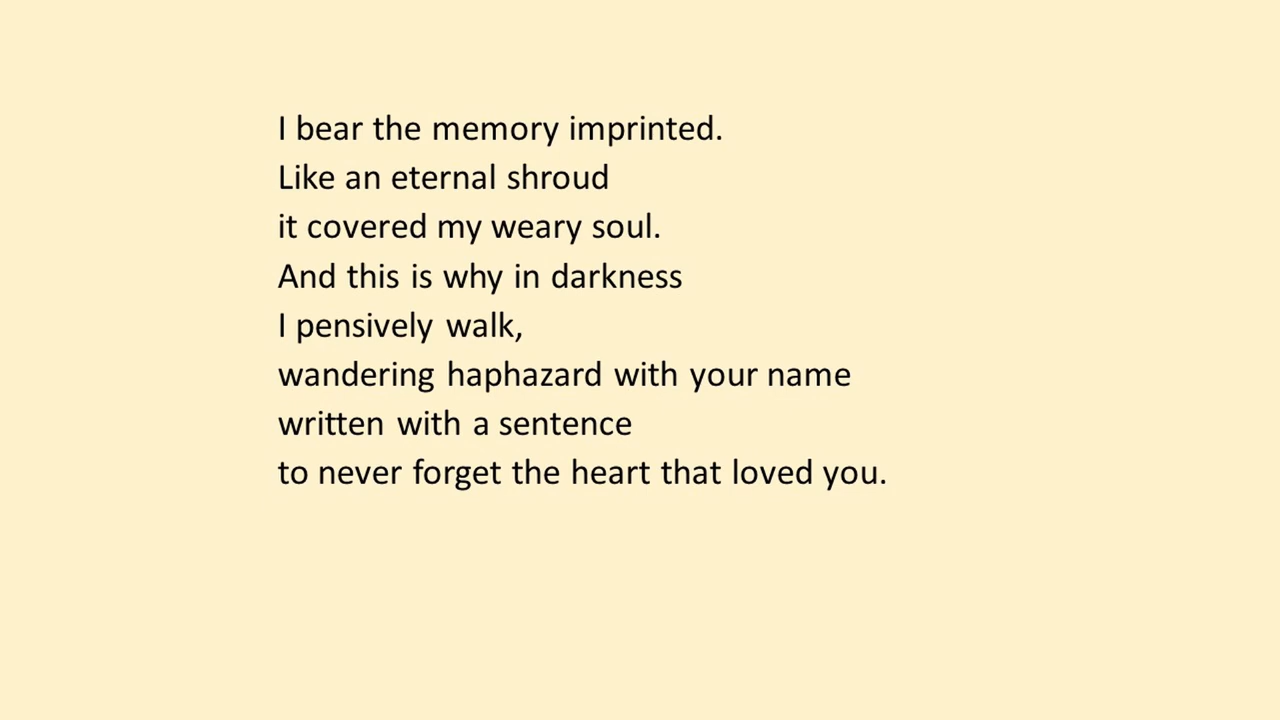 I bear the memory imprinted.
Like an eternal shroud
it covered my weary soul.
And this is why in darkness
I pensively walk,
wandering haphazard with your name
written with a sentence
to never forget the heart that loved you.